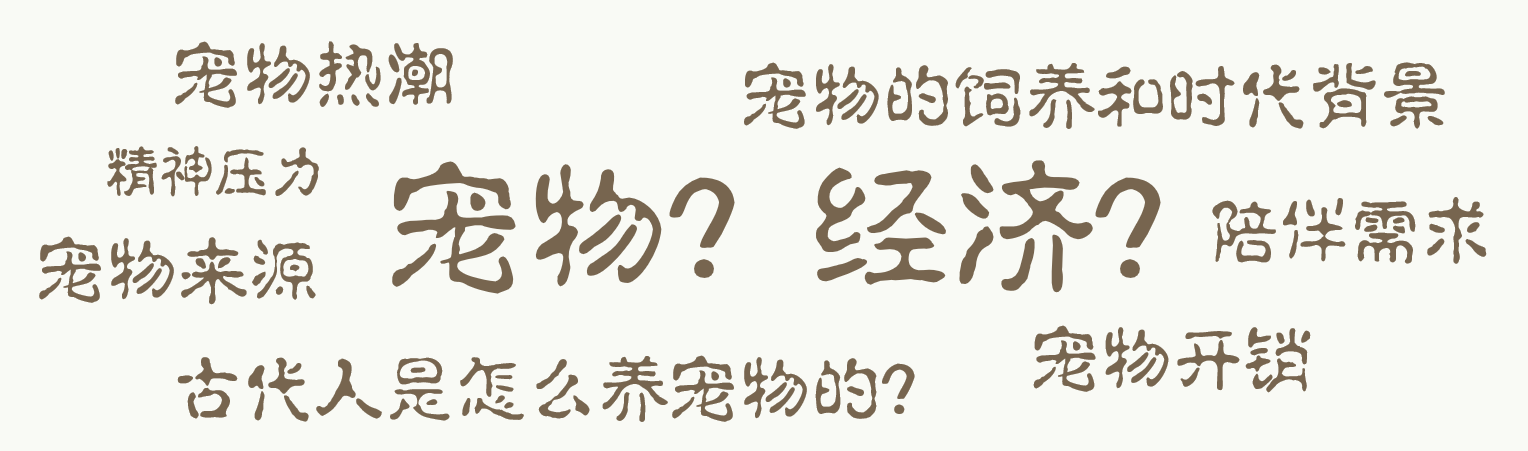 宠物热潮
宠物的饲养和时代背景
精神压力
宠物？ 经济？
陪伴需求
宠物来源
宠物开销
古代人是怎么养宠物的？